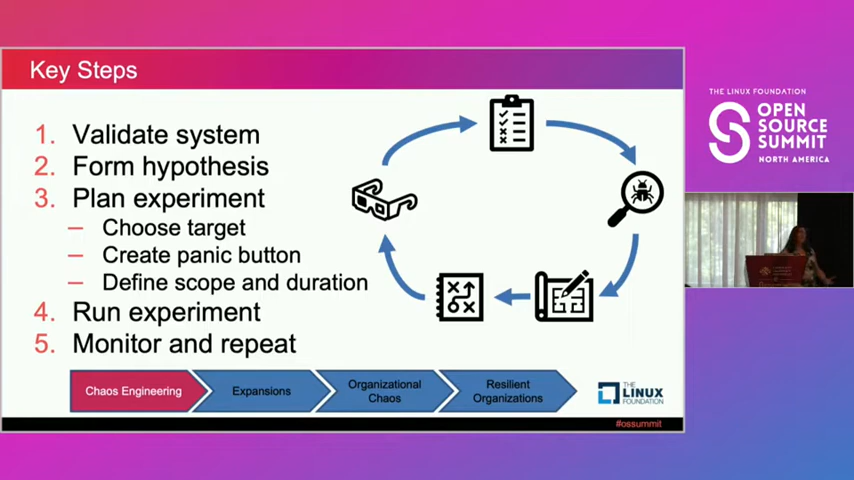 Key Steps
1. Validate system
2. Form hypothesis
3. Plan experiment
– Choose target
– Create panic button
– Define scope and duration
4. Run experiment
5. Monitor and repeat
Chaos Engineering
Expansions
Organizational
Chaos
Resilient
Organizations
THE
LINUX
FOUNDATION
#ossummit
THE LINUX FOUNDATION
OPEN
SOURCE
SUMMIT
NORTH AMERICA